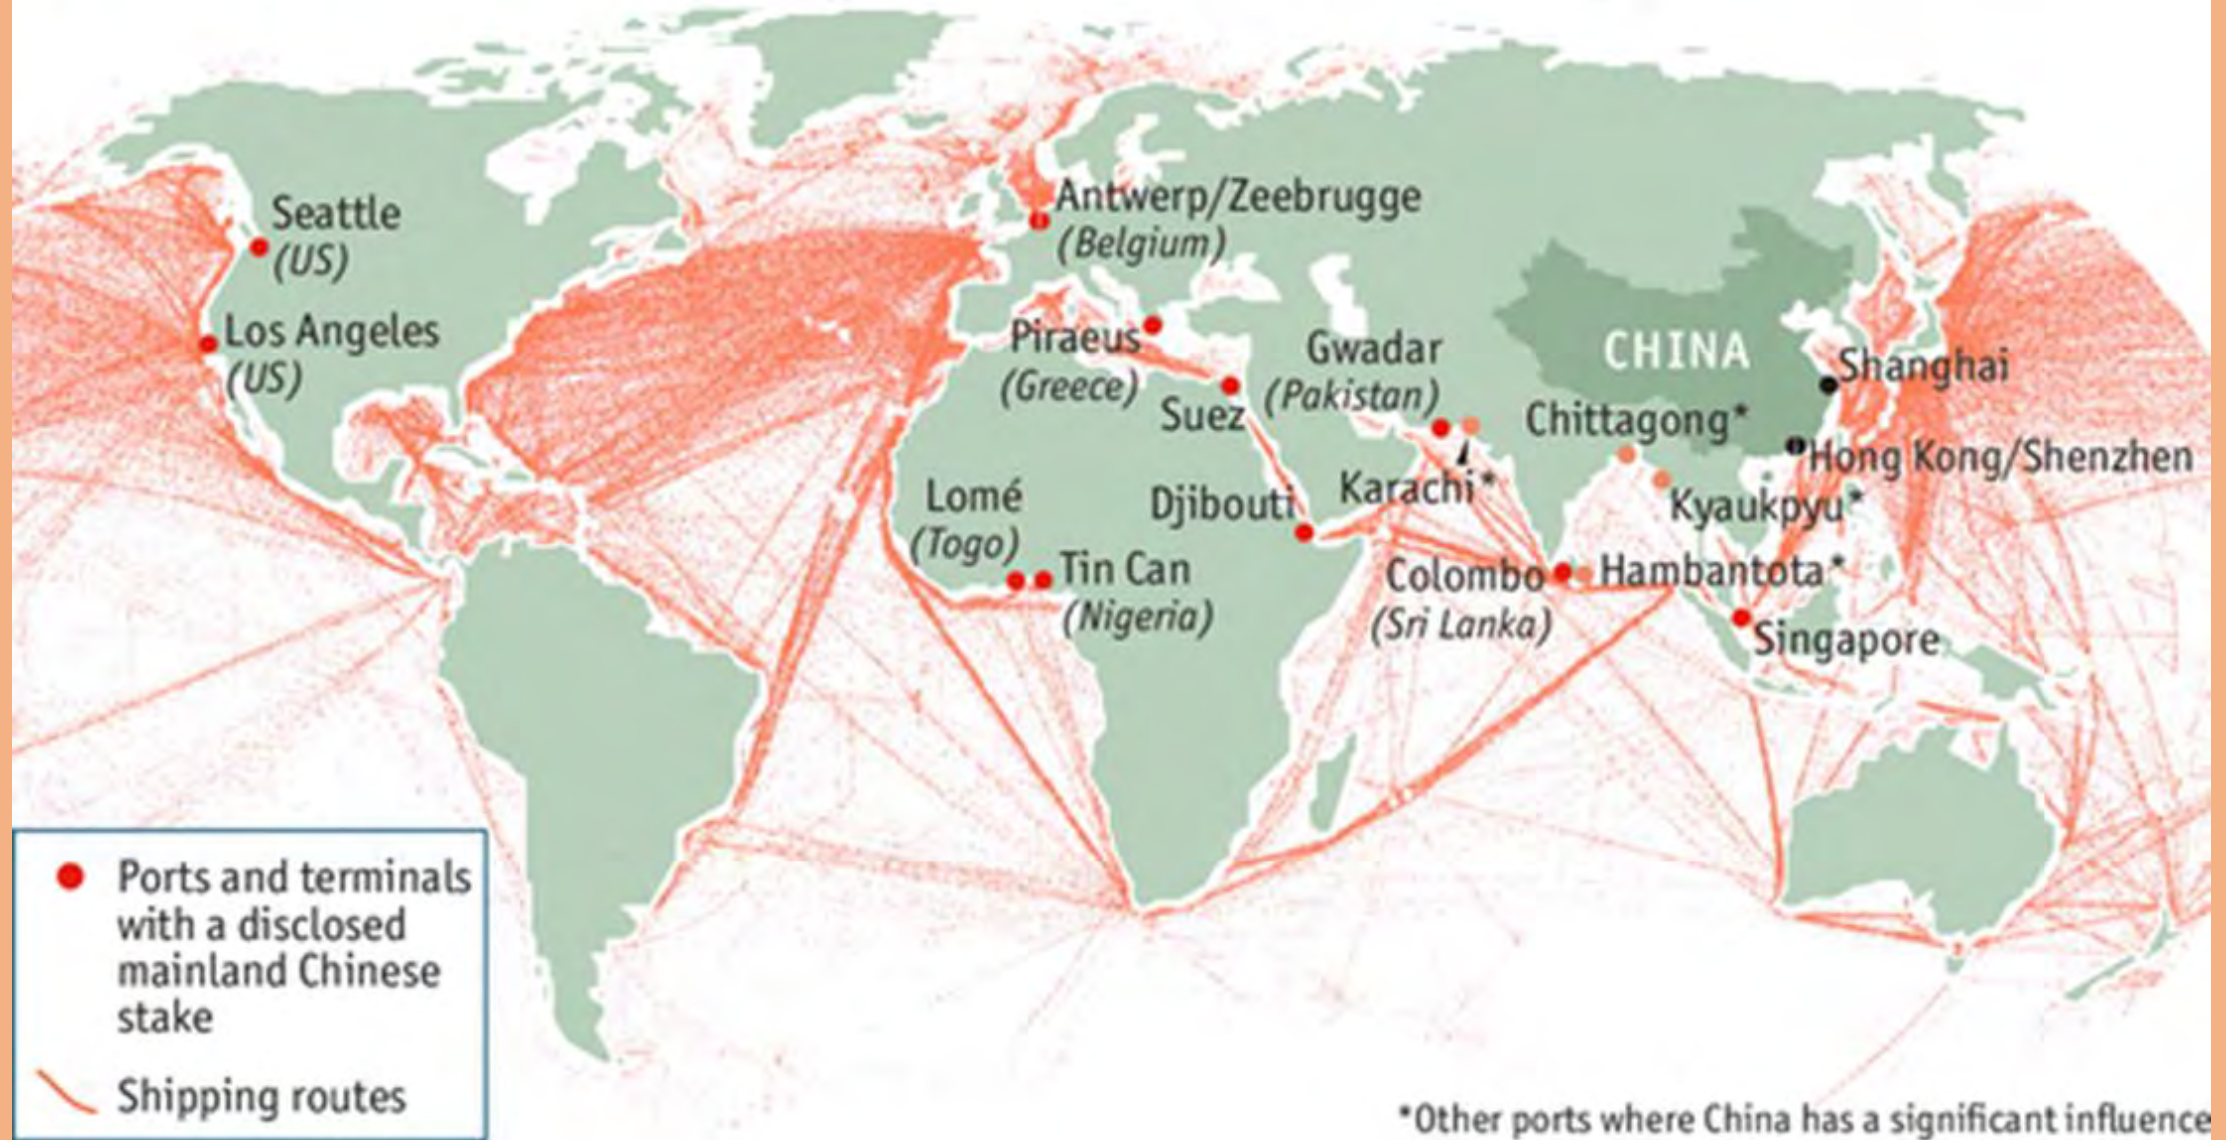 Seattle
(US)
Los Angeles
(US)
Antwerp/Zeebrugge
(Belgium)
Piraeus
(Greece)
Suez
Gwadar
(Pakistan)
Karachi*
CHINA
Shanghai
Chittagong*
Hong Kong/Shenzhen
Kyaukpyu*
Lomé
(Togo)
Tin Can
(Nigeria)
Djibouti
Colombo
(Sri Lanka)
Hambantota*
Singapore
Ports and terminals
with a disclosed
mainland Chinese
stake
Shipping routes
*Other ports where China has a significant influence